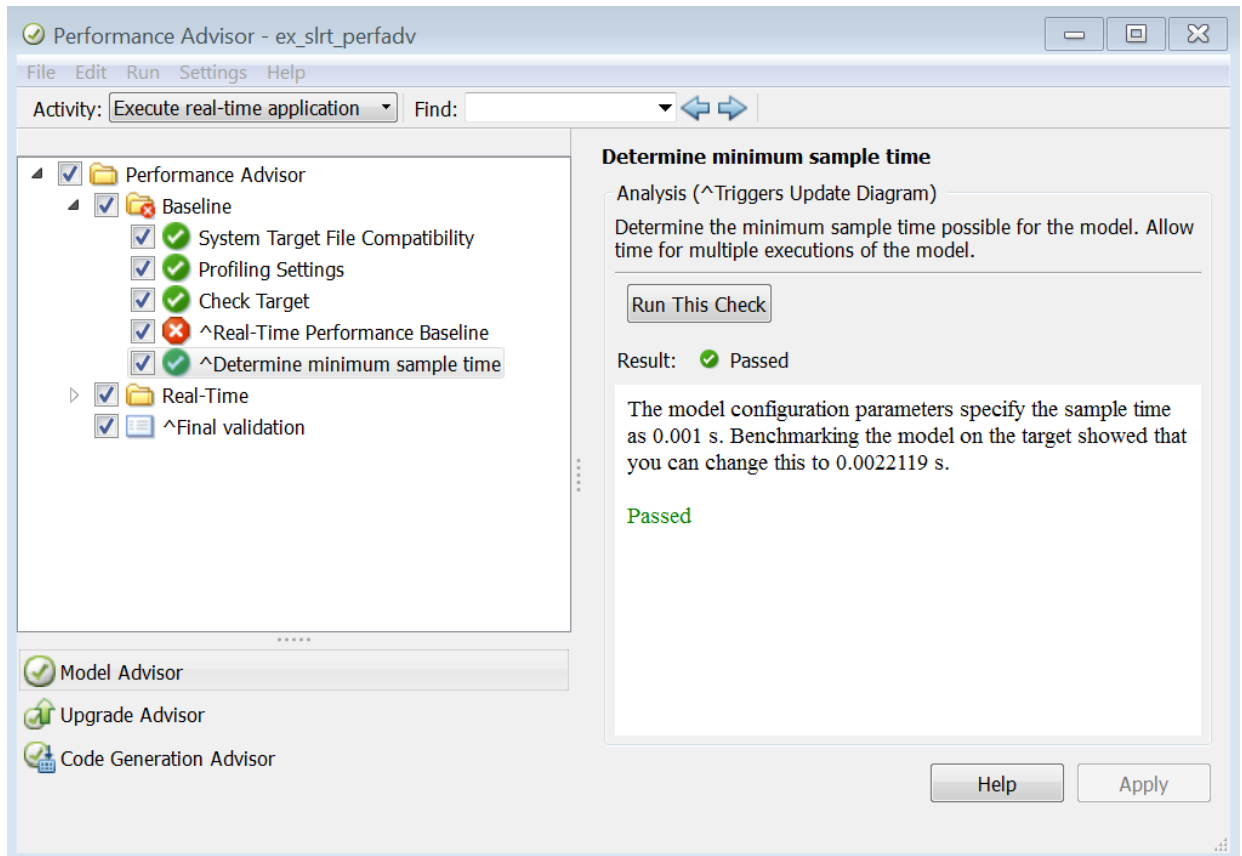 Performance Advisor - ex_slrt_perfadv
File Edit Run Settings Help
Activity: Execute real-time application Find:
Performance Advisor
Baseline
System Target File Compatibility
Profiling Settings
Check Target
^Real-Time Performance Baseline
^Determine minimum sample time
Real-Time
^Final validation
Model Advisor
Upgrade Advisor
Code Generation Advisor
Determine minimum sample time
Analysis (^Triggers Update Diagram)
Determine the minimum sample time possible for the model. Allow
time for multiple executions of the model.
Run This Check
Result: Passed
The model configuration parameters specify the sample time
as 0.001 s. Benchmarking the model on the target showed that
you can change this to 0.0022119 s.
Passed
Help Apply